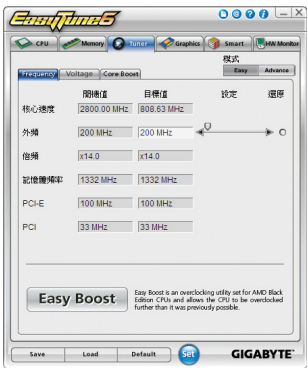 EasyTune6
CPU Memory Tuner Graphics Smart HW Monitor
模式
Easy Advance
Frequency Voltage Core Boost
開機值 目標值 設定 還原
核心速度 2800.00 MHz 808.63 MHz
外頻 200 MHz 200 MHz
倍頻 x14.0 x14.0
記憶體頻率 1332 MHz 1332 MHz
PCI-E 100 MHz 100 MHz
PCI 33 MHz 33 MHz
Easy Boost
Easy Boost is an overclocking utility set for AMD Black
Edition CPUs and allows the CPU to be overclocked
further than it was previously possible.
Save Load Default Set GIGABYTE™